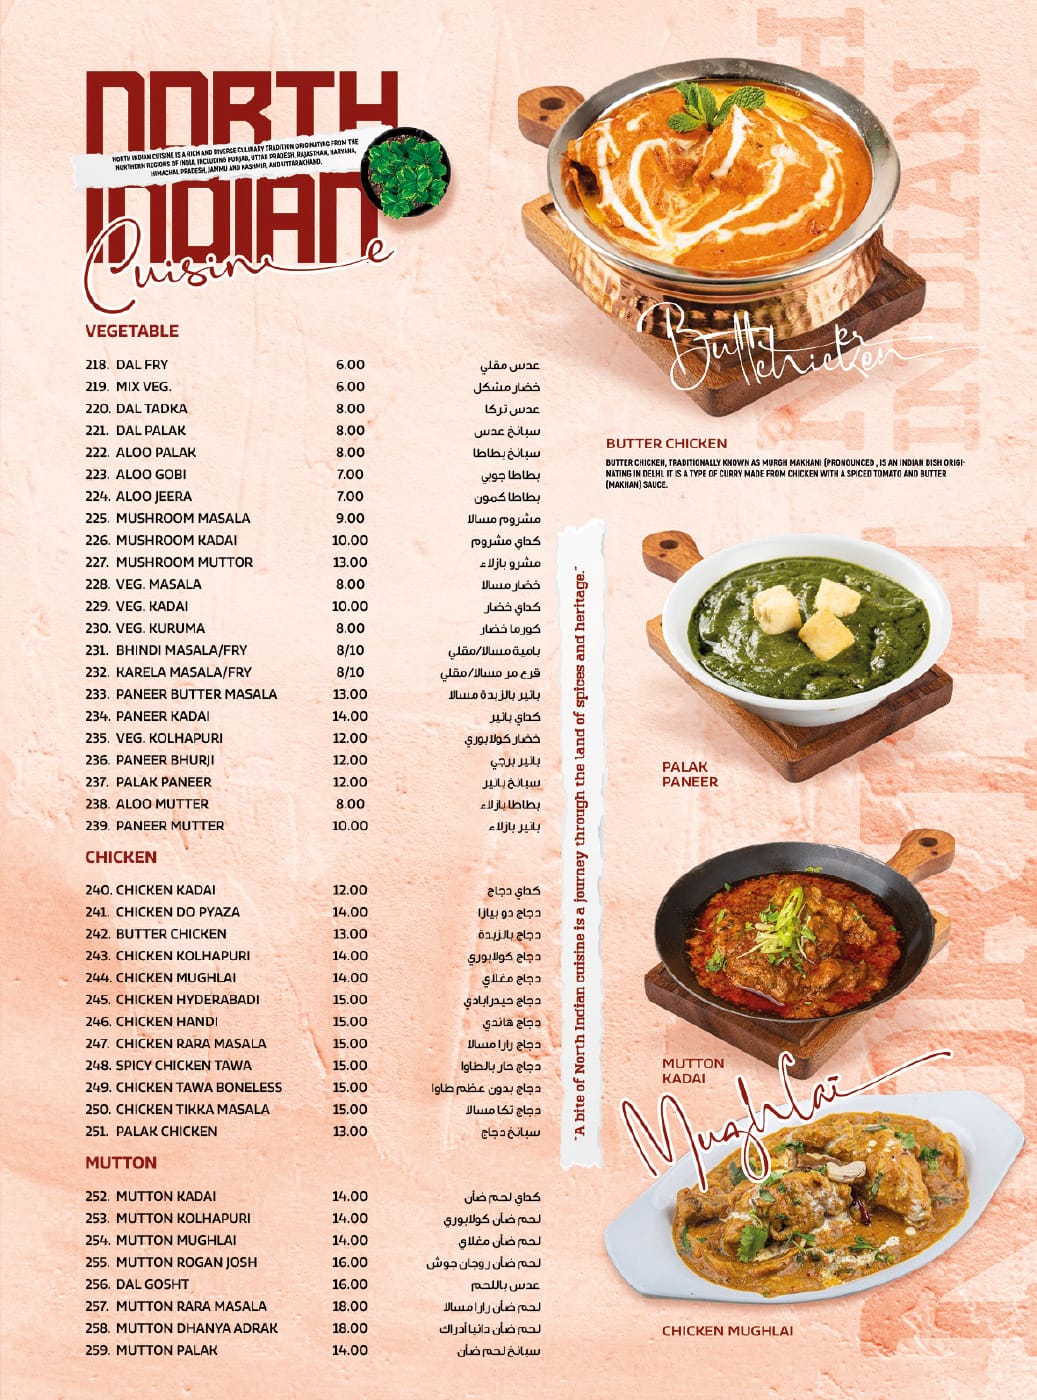 NORTH
NORTH INDIAN CUISINE IS A RICH AND DIVERSE CULINARY TRADITION ORIGINATING FROM THE
NORTHERN REGIONS OF INDIA, INCLUDING PUNJAB, UTTAR PRADESH, RAJASTHAN, HARYANA,
HIMACHAL PRADESH, JAMMU AND KASHMIR, AND UTTARAKHAND.
INDIAN
Cuisine
VEGETABLE
218. DAL FRY 6.00 عدس مقلي
219. MIX VEG. 6.00 خضار مشكل
220. DAL TADKA 8.00 عدس تركا
221. DAL PALAK 8.00 سبانخ عدس
222. ALOO PALAK 8.00 سبانخ بطاطا
223. ALOO GOBI 7.00 بطاطا جوبي
224. ALOO JEERA 7.00 بطاطا كمون
225. MUSHROOM MASALA 9.00 مشروم مسالا
226. MUSHROOM KADAI 10.00 كداي مشروم
227. MUSHROOM MUTTOR 13.00 مشرو بازلاء
228. VEG. MASALA 8.00 خضار مسالا
229. VEG. KADAI 10.00 كداي خضار
230. VEG. KURUMA 8.00 كورما خضار
231. BHINDI MASALA/FRY 8/10 بامية مسالا/مقلي
232. KARELA MASALA/FRY 8/10 قرع مر مسالا/مقلي
233. PANEER BUTTER MASALA 13.00 بانير بالزبدة مسالا
234. PANEER KADAI 14.00 كداي بانير
235. VEG. KOLHAPURI 12.00 خضار كولابوري
236. PANEER BHURJI 12.00 بانير برجي
237. PALAK PANEER 12.00 سبانخ بانير
238. ALOO MUTTER 8.00 بطاطا بازلاء
239. PANEER MUTTER 10.00 بانير بازلاء
CHICKEN
240. CHICKEN KADAI 12.00 كداي دجاج
241. CHICKEN DO PYAZA 14.00 دجاج دو بيازا
242. BUTTER CHICKEN 13.00 دجاج بالزبدة
243. CHICKEN KOLHAPURI 14.00 دجاج كولابوري
244. CHICKEN MUGHLAI 14.00 دجاج مغلاي
245. CHICKEN HYDERABADI 15.00 دجاج حيدرابادي
246. CHICKEN HANDI 15.00 دجاج هاندي
247. CHICKEN RARA MASALA 15.00 دجاج رارا مسالا
248. SPICY CHICKEN TAWA 15.00 دجاج حار بالطاوا
249. CHICKEN TAWA BONELESS 15.00 دجاج بدون عظم طاوا
250. CHICKEN TIKKA MASALA 15.00 دجاج تكا مسالا
251. PALAK CHICKEN 13.00 سبانخ دجاج
MUTTON
252. MUTTON KADAI 14.00 كداي لحم ضأن
253. MUTTON KOLHAPURI 14.00 لحم ضأن كولابوري
254. MUTTON MUGHLAI 14.00 لحم ضأن مغلاي
255. MUTTON ROGAN JOSH 16.00 لحم ضأن روجان جوش
256. DAL GOSHT 16.00 عدس باللحم
257. MUTTON RARA MASALA 18.00 لحم ضأن رارا مسالا
258. MUTTON DHANYA ADRAK 18.00 لحم ضأن دانيا أدراك
259. MUTTON PALAK 14.00 سبانخ لحم ضأن
"A bite of North Indian cuisine is a journey through the land of spices and heritage."
Butter
chicken
BUTTER CHICKEN
BUTTER CHICKEN, TRADITIONALLY KNOWN AS MURGH MAKHANI (PRONOUNCED , IS AN INDIAN DISH ORIGI-
NATING IN DELHI. IT IS A TYPE OF CURRY MADE FROM CHICKEN WITH A SPICED TOMATO AND BUTTER
(MAKHAN) SAUCE.
PALAK
PANEER
MUTTON
KADAI
Mughlai
CHICKEN MUGHLAI
INDIAN